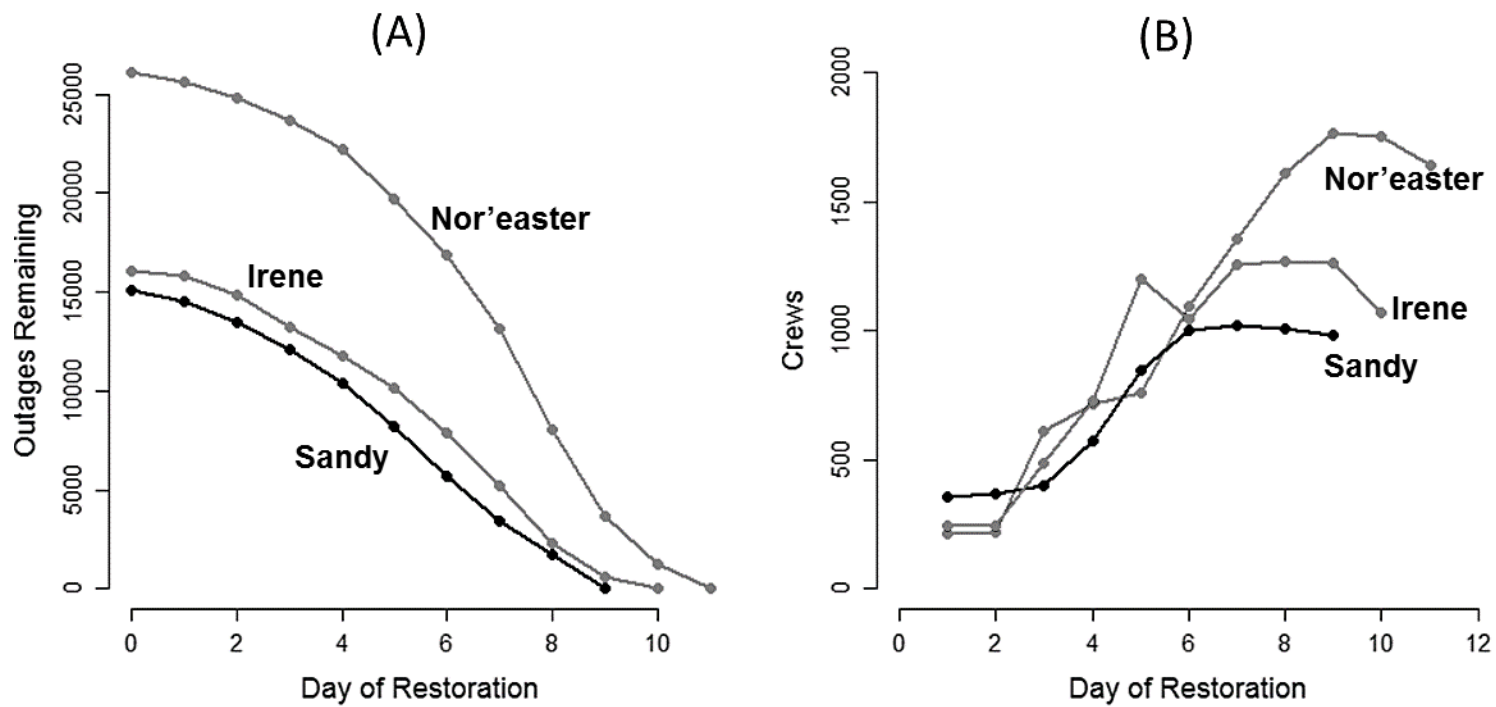 (A)
Outages Remaining
25000
20000
15000
10000
5000
0
Nor’easter
Irene
Sandy
0 2 4 6 8 10
Day of Restoration
(B)
Crews
2000
1500
1000
500
0
Nor’easter
Irene
Sandy
0 2 4 6 8 10 12
Day of Restoration